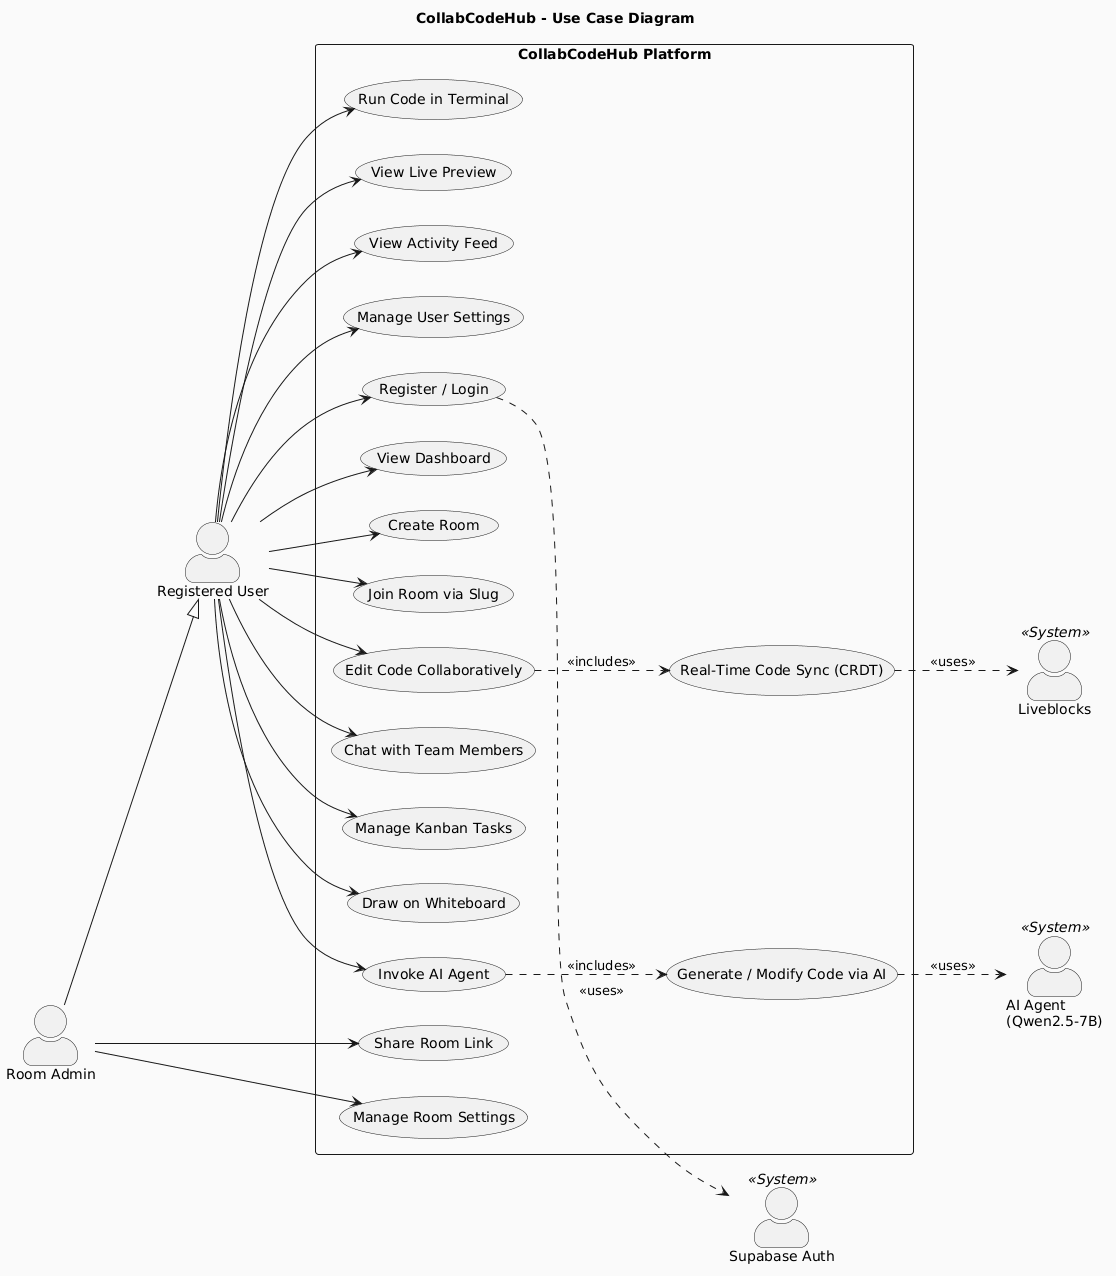 CollabCodeHub - Use Case Diagram
CollabCodeHub Platform
Run Code in Terminal
View Live Preview
View Activity Feed
Manage User Settings
Register / Login
View Dashboard
Create Room
Registered User
Join Room via Slug
«System»
Edit Code Collaboratively
«includes»
Real-Time Code Sync (CRDT)
«uses»
Liveblocks
Chat with Team Members
Manage Kanban Tasks
Draw on Whiteboard
«System»
Invoke AI Agent
«includes»
«uses»
Generate / Modify Code via AI
«uses»
AI Agent
(Qwen2.5-7B)
Share Room Link
Room Admin
Manage Room Settings
«System»
Supabase Auth